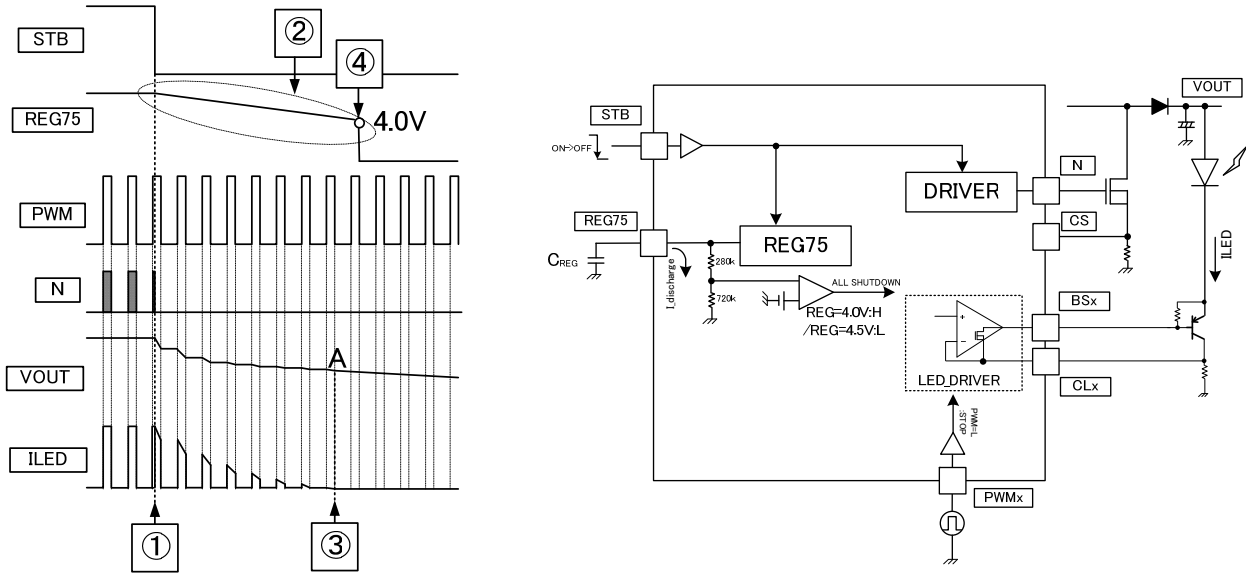 STB
②
④
REG75
4.0V
PWM
N
VOUT
A
ILED
①
③
STB
ON->OFF
REG75
CREG
I_discharge
280k
720k
REG75
ALL SHUTDOWN
REG=4.0V:H
/REG=4.5V:L
DRIVER
N
CS
VOUT
ILED
BSx
CLx
+
-
LED_DRIVER
PWM=L
:STOP
PWMx